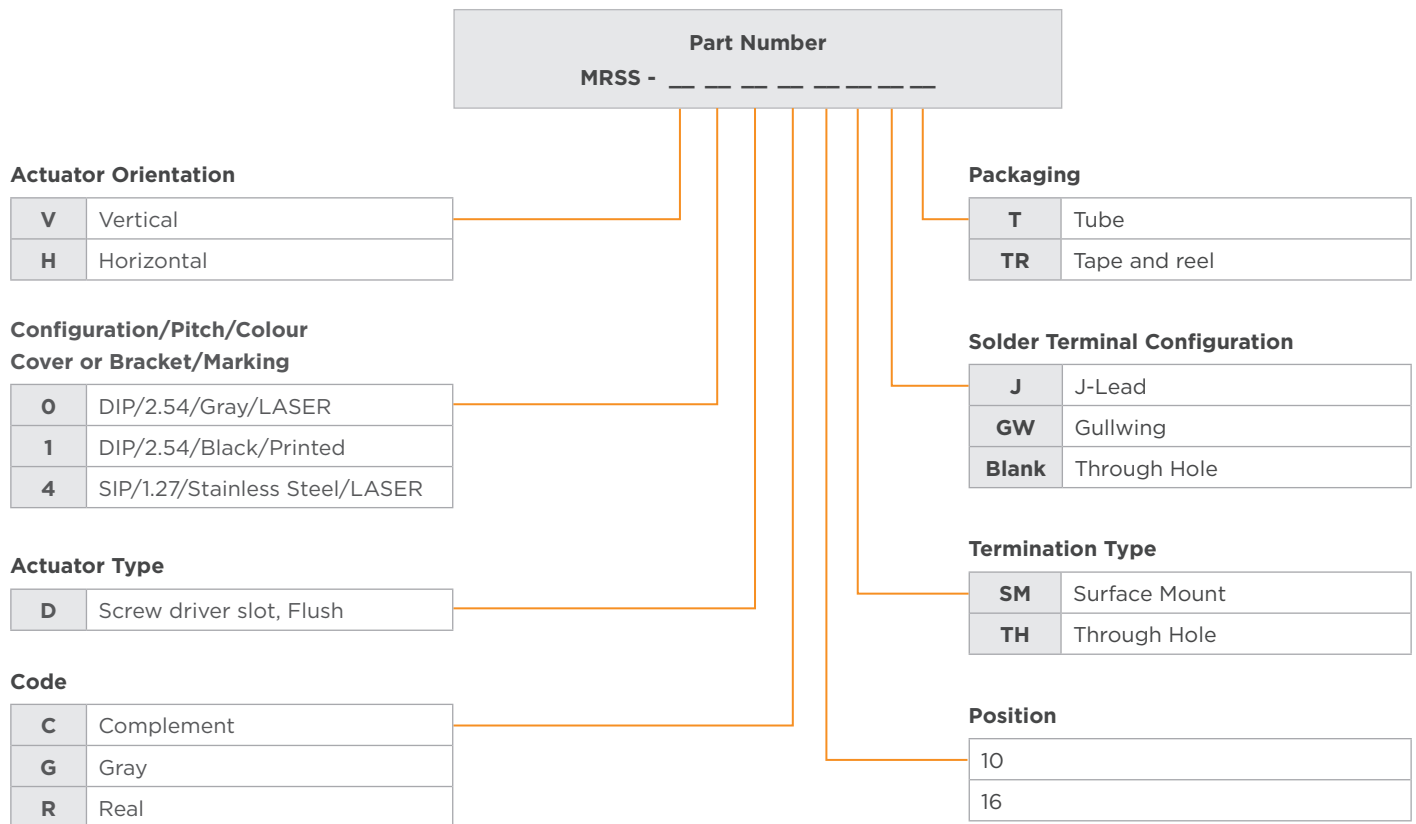 Part Number
MRSS - __ __ __ __ __ __ __ __
Actuator Orientation
V Vertical
H Horizontal
Configuration/Pitch/Colour
Cover or Bracket/Marking
0 DIP/2.54/Gray/LASER
1 DIP/2.54/Black/Printed
4 SIP/1.27/Stainless Steel/LASER
Actuator Type
D Screw driver slot, Flush
Code
C Complement
G Gray
R Real
Packaging
T Tube
TR Tape and reel
Solder Terminal Configuration
J J-Lead
GW Gullwing
Blank Through Hole
Termination Type
SM Surface Mount
TH Through Hole
Position
10
16